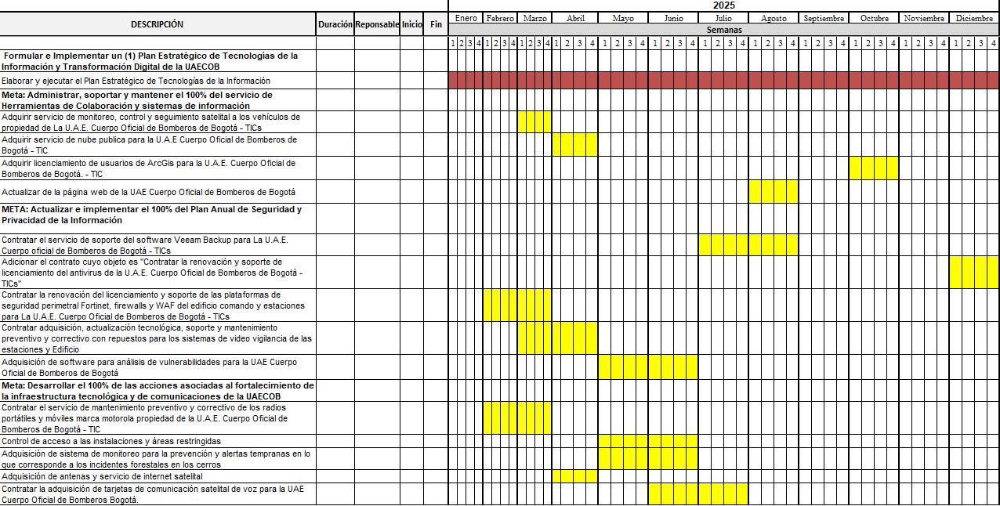 2025
Enero Febrero Marzo Abril Mayo Junio Julio Agosto Septiembre Octubre Noviembre Diciembre
DESCRIPCIÓN Duración Reponsable Inicio Fin
Semanas
1 2 3 4 1 2 3 4 1 2 3 4 1 2 3 4 1 2 3 4 1 2 3 4 1 2 3 4 1 2 3 4 1 2 3 4 1 2 3 4 1 2 3 4 1 2 3 4
Formular e Implementar un (1) Plan Estratégico de Tecnologías de la
Información y Transformación Digital de la UAECOB
Elaborar y ejecutar el Plan Estratégico de Tecnologías de la Información
Meta: Administrar, soportar y mantener el 100% del servicio de
Herramientas de Colaboración y sistemas de información
Adquirir servicio de monitoreo, control y seguimiento satelital a los vehículos de
propiedad de La U.A.E. Cuerpo Oficial de Bomberos de Bogotá - TICs
Adquirir servicio de nube publica para la U.A.E Cuerpo Oficial de Bomberos de
Bogotá - TIC
Adquirir licenciamiento de usuarios de ArcGis para la U.A.E. Cuerpo Oficial de
Bomberos de Bogotá. - TIC
Actualizar de la página web de la UAE Cuerpo Oficial de Bomberos de Bogotá
META: Actualizar e implementar el 100% del Plan Anual de Seguridad y
Privacidad de la Información
Contratar el servicio de soporte del software Veeam Backup para La U.A.E.
Cuerpo oficial de Bomberos de Bogotá - TICs
Adicionar el contrato cuyo objeto es "Contratar la renovación y soporte de
licenciamiento del antivirus de la U.A.E. Cuerpo Oficial de Bomberos de Bogotá -
TICs"
Contratar la renovación del licenciamiento y soporte de las plataformas de
seguridad perimetral Fortinet, firewalls y WAF del edificio comando y estaciones
para La U.A.E. Cuerpo Oficial de Bomberos de Bogotá - TICs
Contratar adquisición, actualización tecnológica, soporte y mantenimiento
preventivo y correctivo con repuestos para los sistemas de video vigilancia de las
estaciones y Edificio
Adquisición de software para análisis de vulnerabilidades para la UAE Cuerpo
Oficial de Bomberos de Bogotá
Meta: Desarrollar el 100% de las acciones asociadas al fortalecimiento de
la infraestructura tecnológica y de comunicaciones de la UAECOB
Contratar el servicio de mantenimiento preventivo y correctivo de los radios
portátiles y móviles marca motorola propiedad de la U.A.E. Cuerpo Oficial de
Bomberos de Bogotá - TIC
Control de acceso a las instalaciones y áreas restringidas
Adquisición de sistema de monitoreo para la prevención y alertas tempranas en lo
que corresponde a los incidentes forestales en los cerros
Adquisición de antenas y servicio de internet satelital
Contratar la adquisición de tarjetas de comunicación satelital de voz para la UAE
Cuerpo Oficial de Bomberos Bogotá.